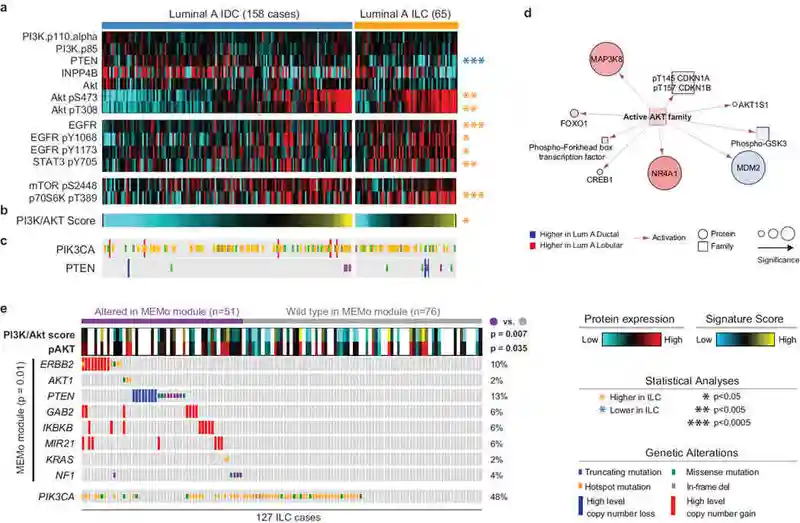 a
Luminal A IDC (158 cases)
Luminal A ILC (65)
PI3K.p110.alpha
PI3K.p85
PTEN
***
INPP4B
Akt
Akt pS473
**
Akt pT308
**
EGFR
***
EGFR pY1068
*
EGFR pY1173
*
STAT3 pY705
**
mTOR pS2448
p70S6K pT389
**
b
PI3K/AKT Score
*
c
PIK3CA
PTEN
d
MAP3K8
pT145 CDKN1A
pT157 CDKN1B
AKT1S1
FOXO1
Active AKT family
Phospho-GSK3
Phospho-Forkhead box
transcription factor
CREB1
NR4A1
MDM2
Higher in Lum A Ductal
Higher in Lum A Lobular
Activation
Protein
Family
Significance
e
Altered in MEMo module (n=51)
Wild type in MEMo module (n=76)
vs.
PI3K/Akt score
p = 0.007
pAKT
p = 0.035
MEMo module (p = 0.01)
ERBB2
10%
AKT1
2%
PTEN
13%
GAB2
6%
IKBKB
6%
MIR21
6%
KRAS
2%
NF1
4%
PIK3CA
48%
127 ILC cases
Protein expression
Low
High
Signature Score
Low
High
Statistical Analyses
Higher in ILC
Lower in ILC
* p<0.05
** p<0.005
*** p<0.0005
Genetic Alterations
Truncating mutation
Missense mutation
Hotspot mutation
In-frame del
High level
copy number loss
High level
copy number gain